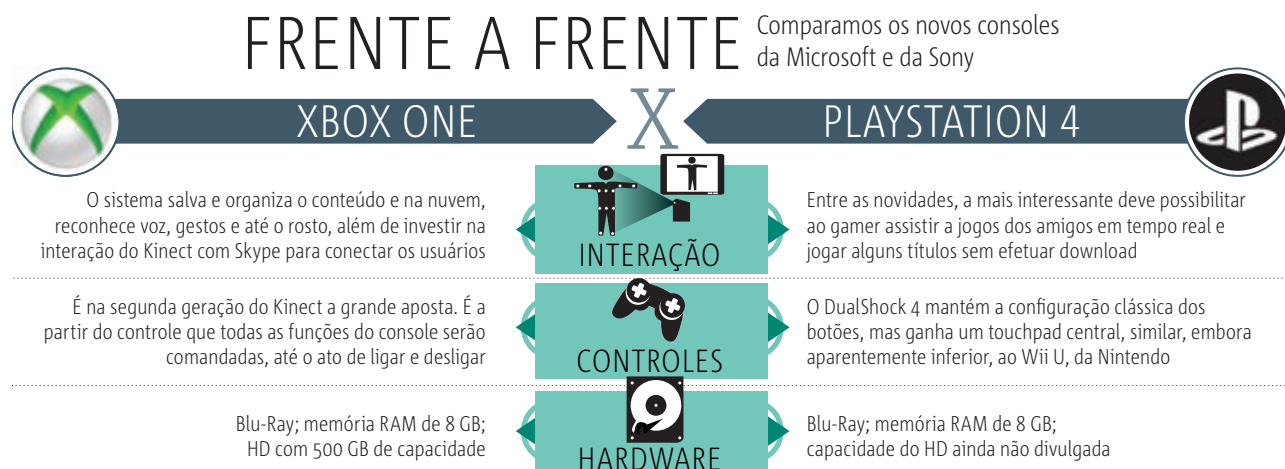 FRENTE A FRENTE
Comparamos os novos consoles
da Microsoft e da Sony
XBOX ONE
X
PLAYSTATION 4
O sistema salva e organiza o conteúdo e na nuvem,
reconhece voz, gestos e até o rosto, além de investir na
interação do Kinect com Skype para conectar os usuários
INTERAÇÃO
Entre as novidades, a mais interessante deve possibilitar
ao gamer assistir a jogos dos amigos em tempo real e
jogar alguns títulos sem efetuar download
É na segunda geração do Kinect a grande aposta. É a
partir do controle que todas as funções do console serão
comandadas, até o ato de ligar e desligar
CONTROLES
O DualShock 4 mantém a configuração clássica dos
botões, mas ganha um touchpad central, similar, embora
aparentemente inferior, ao Wii U, da Nintendo
Blu-Ray; memória RAM de 8 GB;
HD com 500 GB de capacidade
HARDWARE
Blu-Ray; memória RAM de 8 GB;
capacidade do HD ainda não divulgada